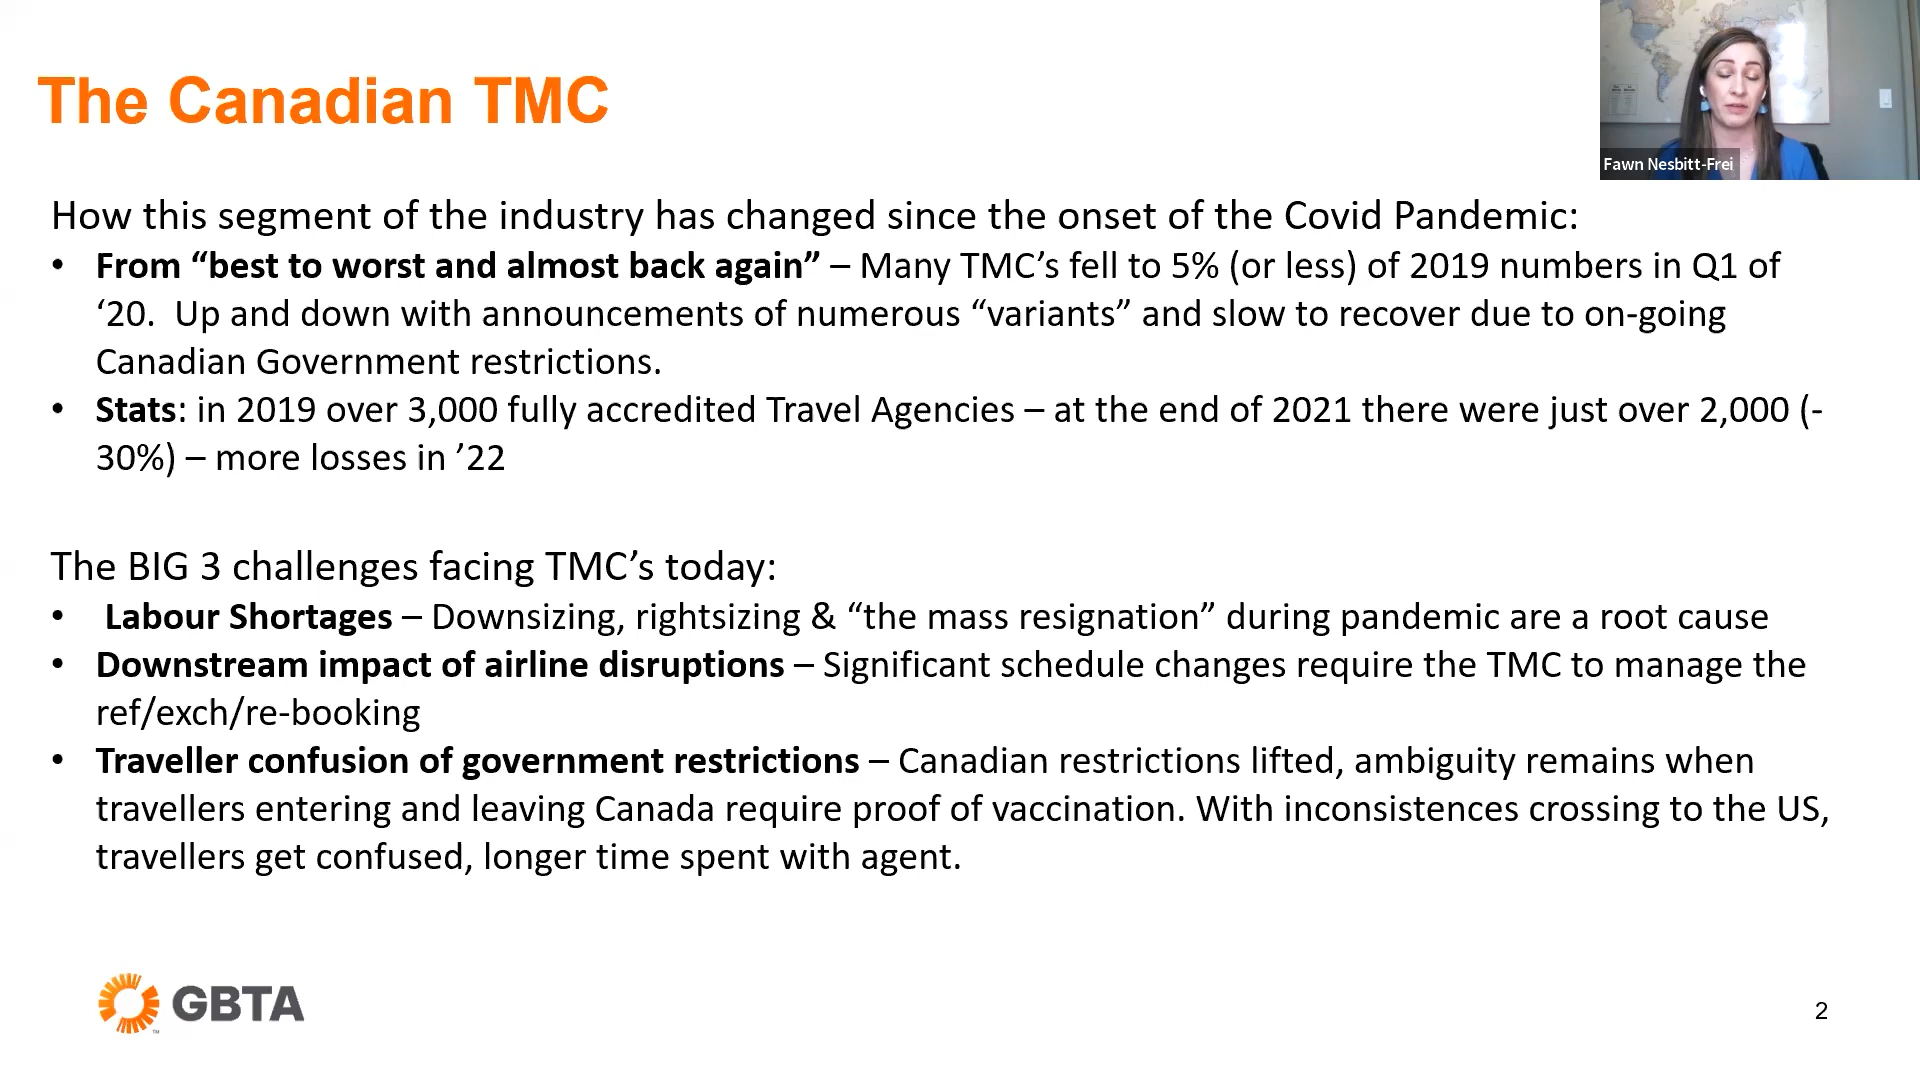 The Canadian TMC
Fawn Nesbitt-Frei
How this segment of the industry has changed since the onset of the Covid Pandemic:
• From “best to worst and almost back again” – Many TMC’s fell to 5% (or less) of 2019 numbers in Q1 of
‘20.  Up and down with announcements of numerous “variants” and slow to recover due to on-going
Canadian Government restrictions.
• Stats: in 2019 over 3,000 fully accredited Travel Agencies – at the end of 2021 there were just over 2,000 (-
30%) – more losses in ’22
The BIG 3 challenges facing TMC’s today:
• Labour Shortages – Downsizing, rightsizing & “the mass resignation” during pandemic are a root cause
• Downstream impact of airline disruptions – Significant schedule changes require the TMC to manage the
ref/exch/re-booking
• Traveller confusion of government restrictions – Canadian restrictions lifted, ambiguity remains when
travellers entering and leaving Canada require proof of vaccination. With inconsistences crossing to the US,
travellers get confused, longer time spent with agent.
GBTA
TM
2